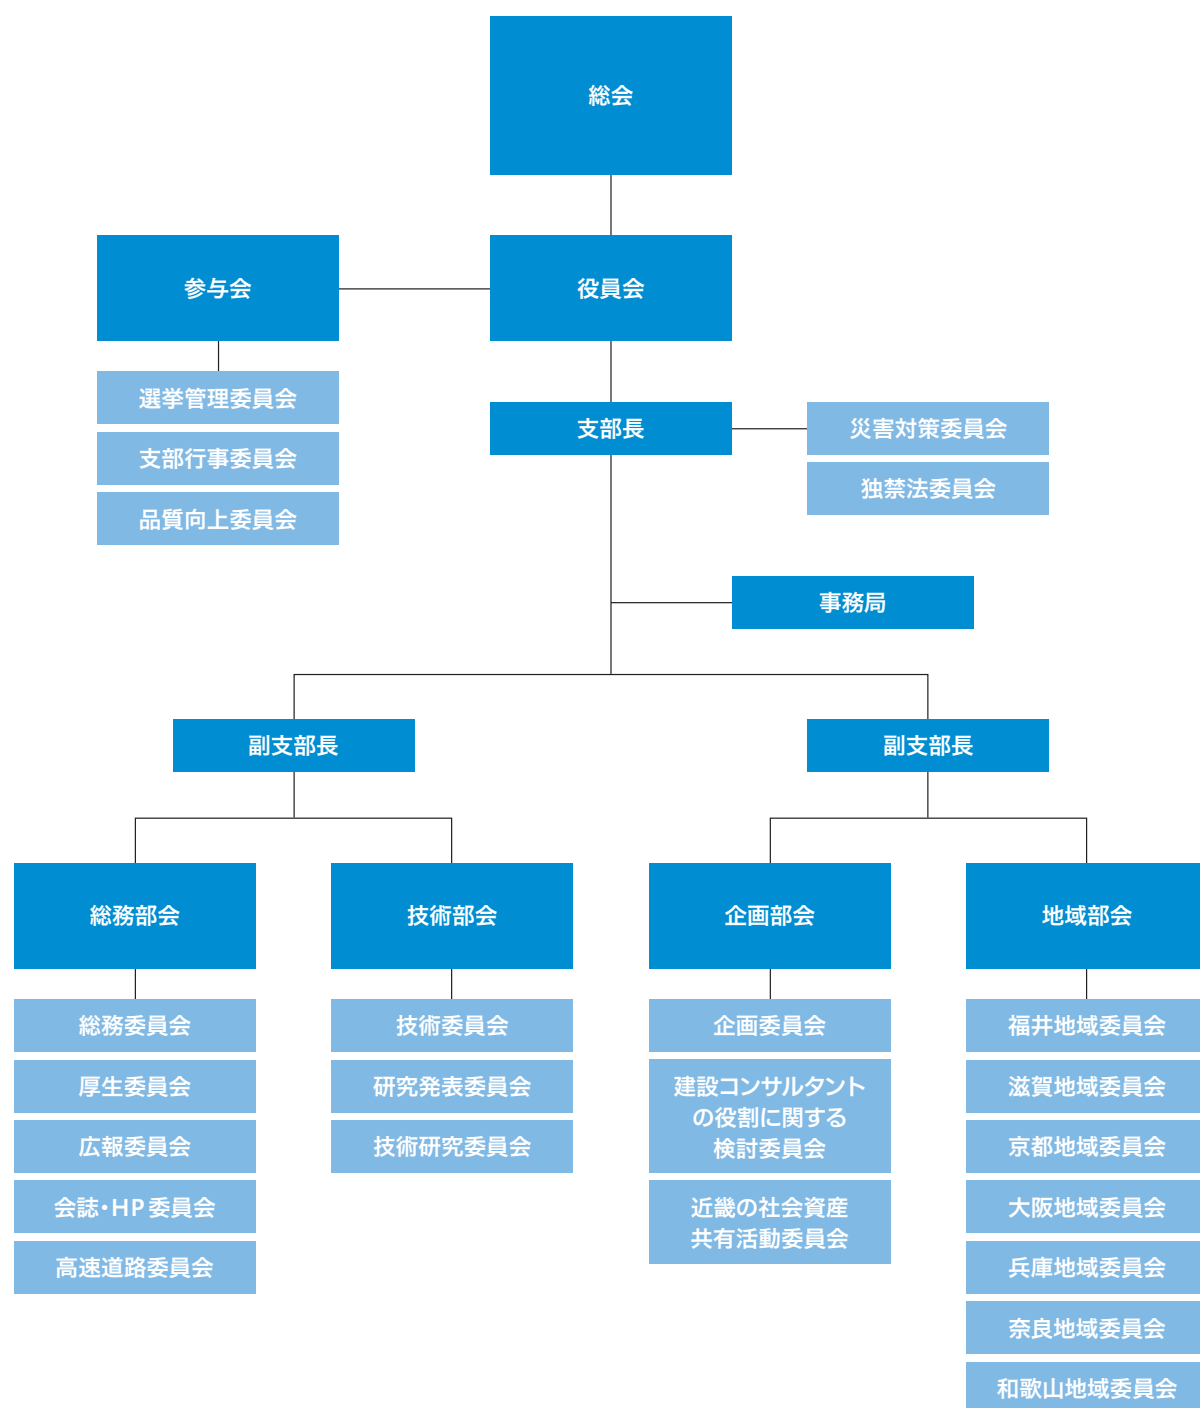 総会
参与会
役員会
選挙管理委員会
支部行事委員会
品質向上委員会
支部長
災害対策委員会
独禁法委員会
事務局
副支部長
副支部長
総務部会
技術部会
企画部会
地域部会
総務委員会
厚生委員会
広報委員会
会誌・HP委員会
高速道路委員会
技術委員会
研究発表委員会
技術研究委員会
企画委員会
建設コンサルタント
の役割に関する
検討委員会
近畿の社会資産
共有活動委員会
福井地域委員会
滋賀地域委員会
京都地域委員会
大阪地域委員会
兵庫地域委員会
奈良地域委員会
和歌山地域委員会